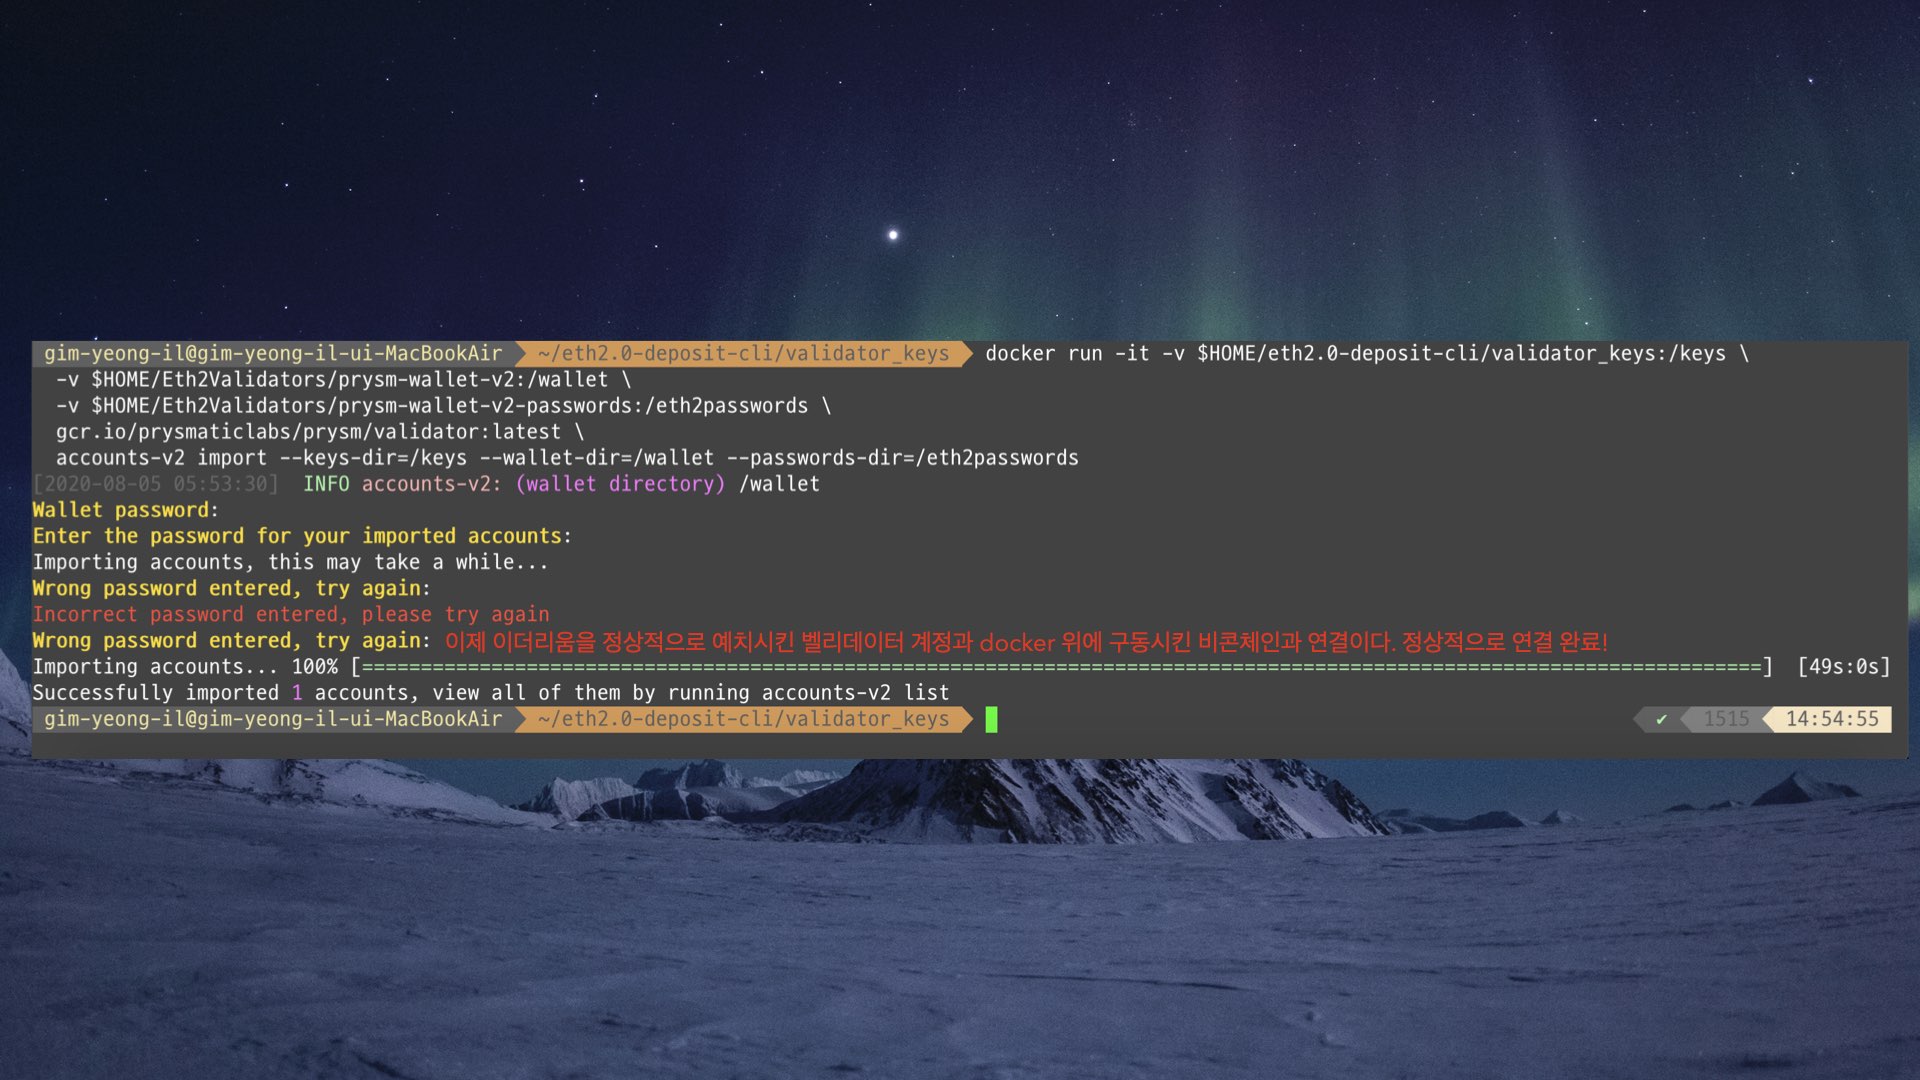 gim-yeong-il@gim-yeong-il-ui-MacBookAir ~/eth2.0-deposit-cli/validator_keys docker run -it -v $HOME/eth2.0-deposit-cli/validator_keys:/keys \
-v $HOME/Eth2Validators/prysm-wallet-v2:/wallet \
-v $HOME/Eth2Validators/prysm-wallet-v2-passwords:/eth2passwords \
gcr.io/prysmaticlabs/prysm/validator:latest \
accounts-v2 import --keys-dir=/keys --wallet-dir=/wallet --passwords-dir=/eth2passwords
[2020-08-05 05:53:30] INFO accounts-v2: (wallet directory) /wallet
Wallet password:
Enter the password for your imported accounts:
Importing accounts, this may take a while...
Wrong password entered, try again:
Incorrect password entered, please try again
Wrong password entered, try again: 이제 이더리움을 정상적으로 예치시킨 벨리데이터 계정과 docker 위에 구동시킨 비콘체인과 연결이다. 정상적으로 연결 완료!
Importing accounts... 100% [=======================================================================================================================] [49s:0s]
Successfully imported 1 accounts, view all of them by running accounts-v2 list
gim-yeong-il@gim-yeong-il-ui-MacBookAir ~/eth2.0-deposit-cli/validator_keys ✔ 1515 14:54:55